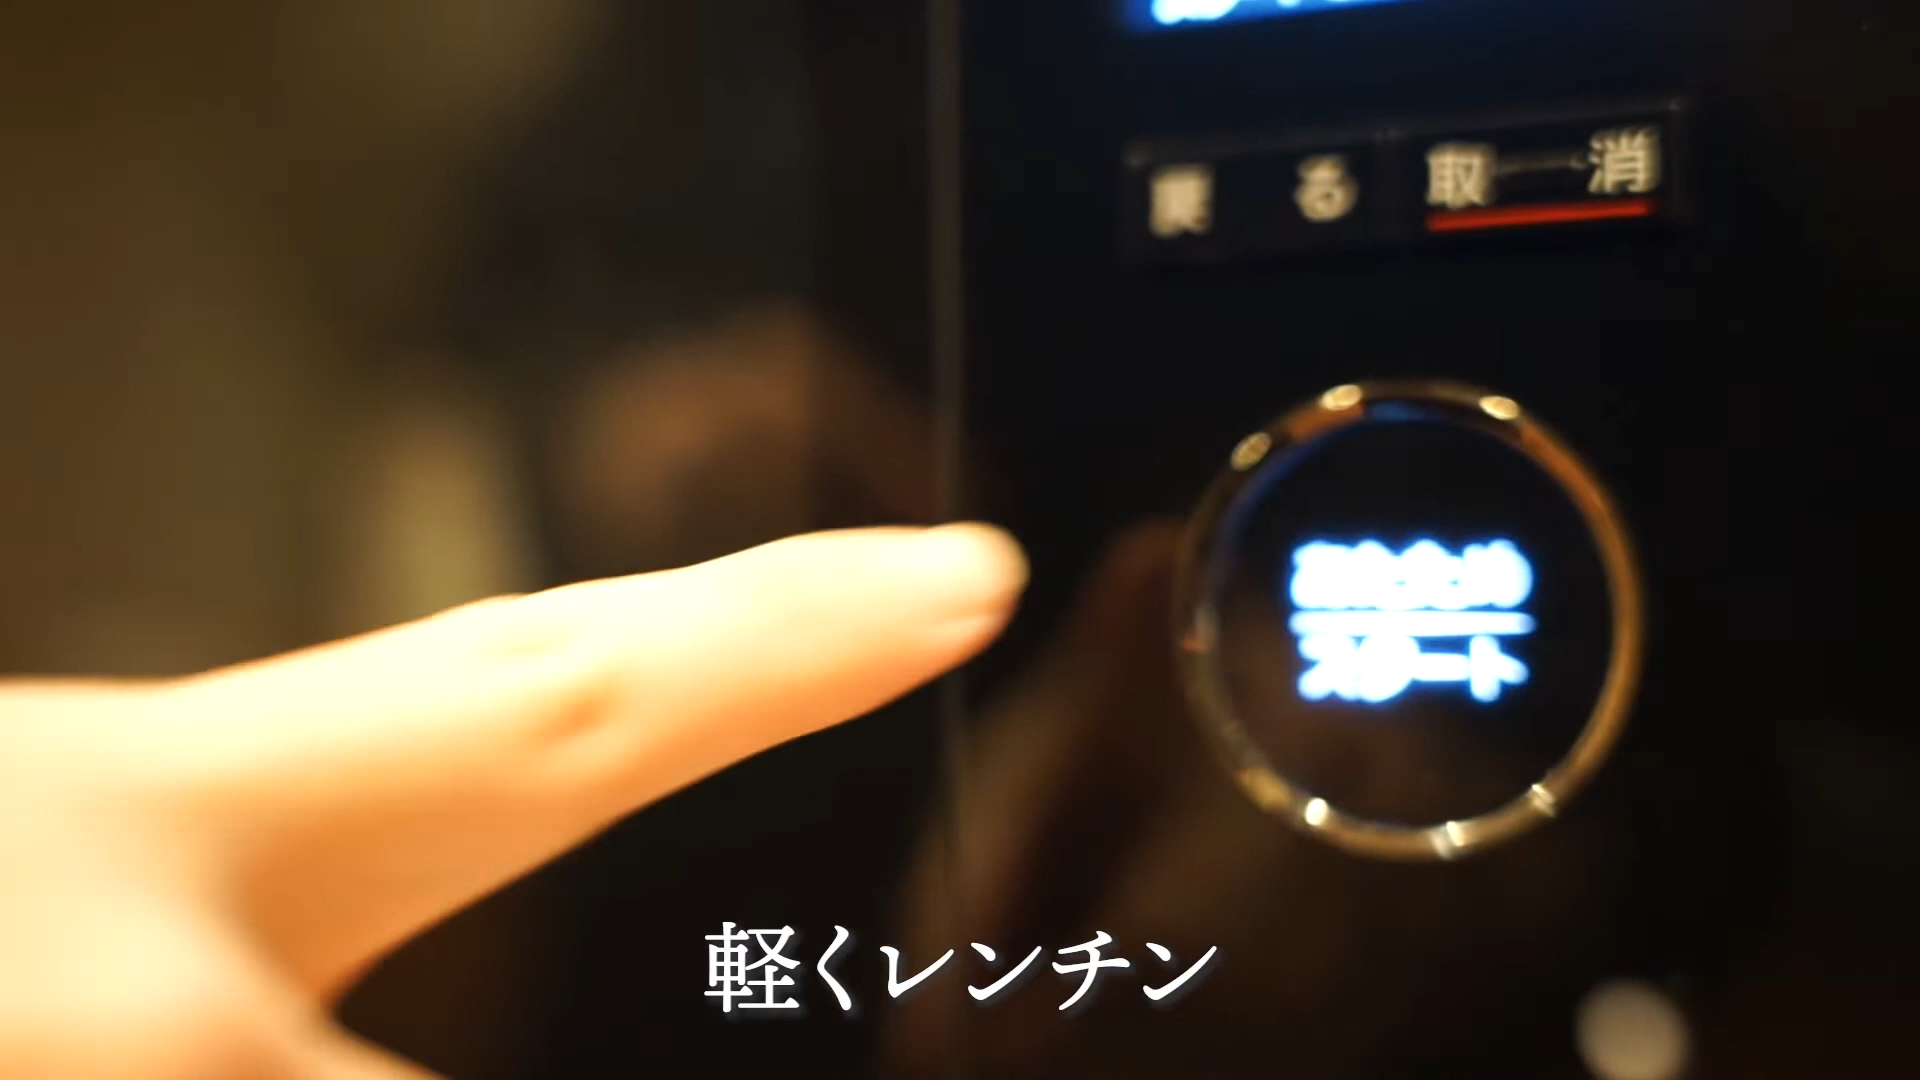 戻る
取消
スタート
軽くレンチン